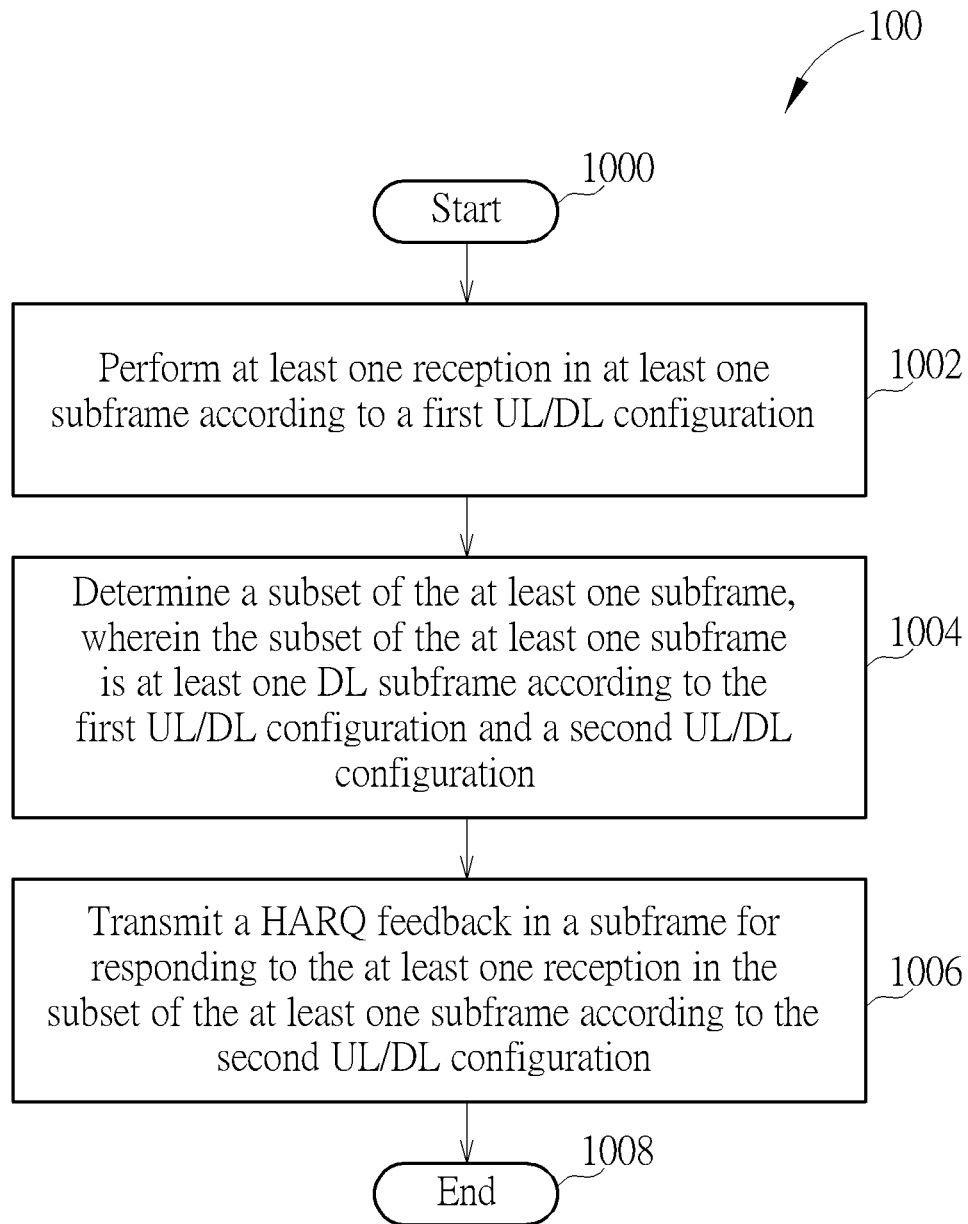 100
Start
1000
Perform at least one reception in at least one
subframe according to a first UL/DL configuration
1002
Determine a subset of the at least one subframe,
wherein the subset of the at least one subframe
is at least one DL subframe according to the
first UL/DL configuration and a second UL/DL
configuration
1004
Transmit a HARQ feedback in a subframe for
responding to the at least one reception in the
subset of the at least one subframe according to the
second UL/DL configuration
1006
End
1008